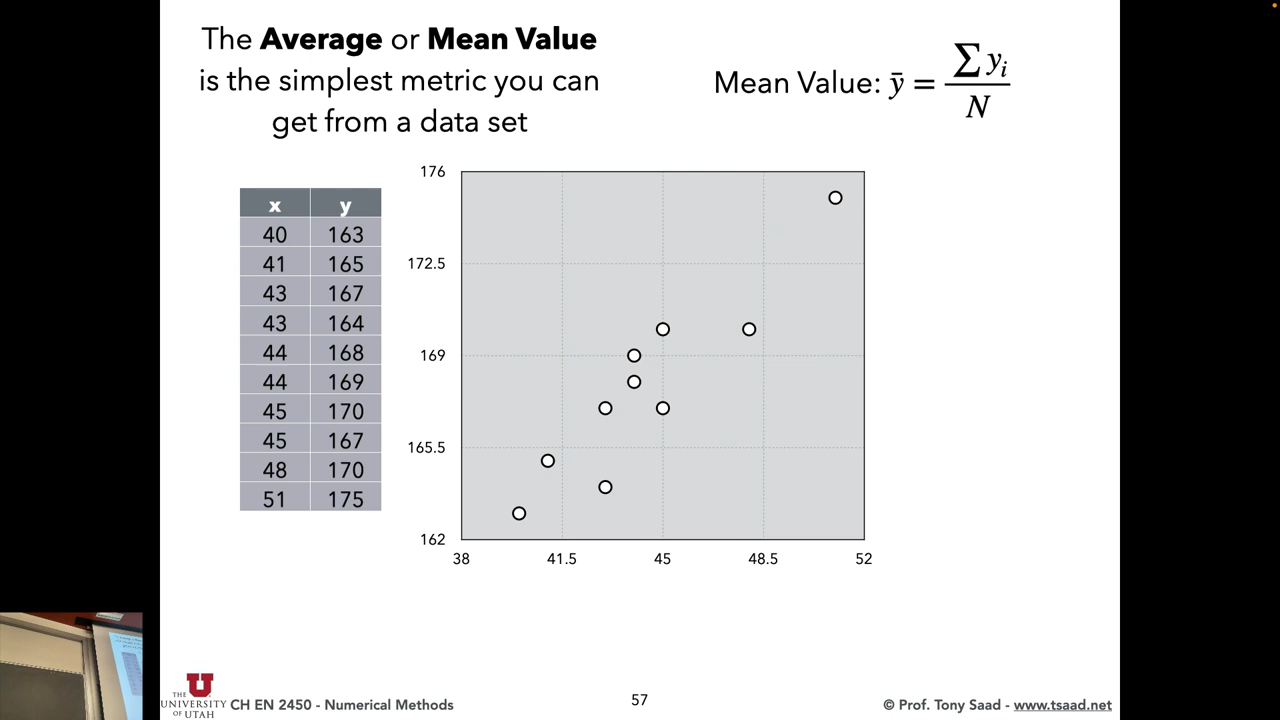 The Average or Mean Value
is the simplest metric you can
get from a data set
Mean Value: ȳ = ∑ yᵢ / N
x y
40 163
41 165
43 167
43 164
44 168
44 169
45 170
45 167
48 170
51 175
176
172.5
169
165.5
162
38 41.5 45 48.5 52
THE
UNIVERSITY
OF UTAH
CH EN 2450 - Numerical Methods
57
© Prof. Tony Saad - www.tsaad.net